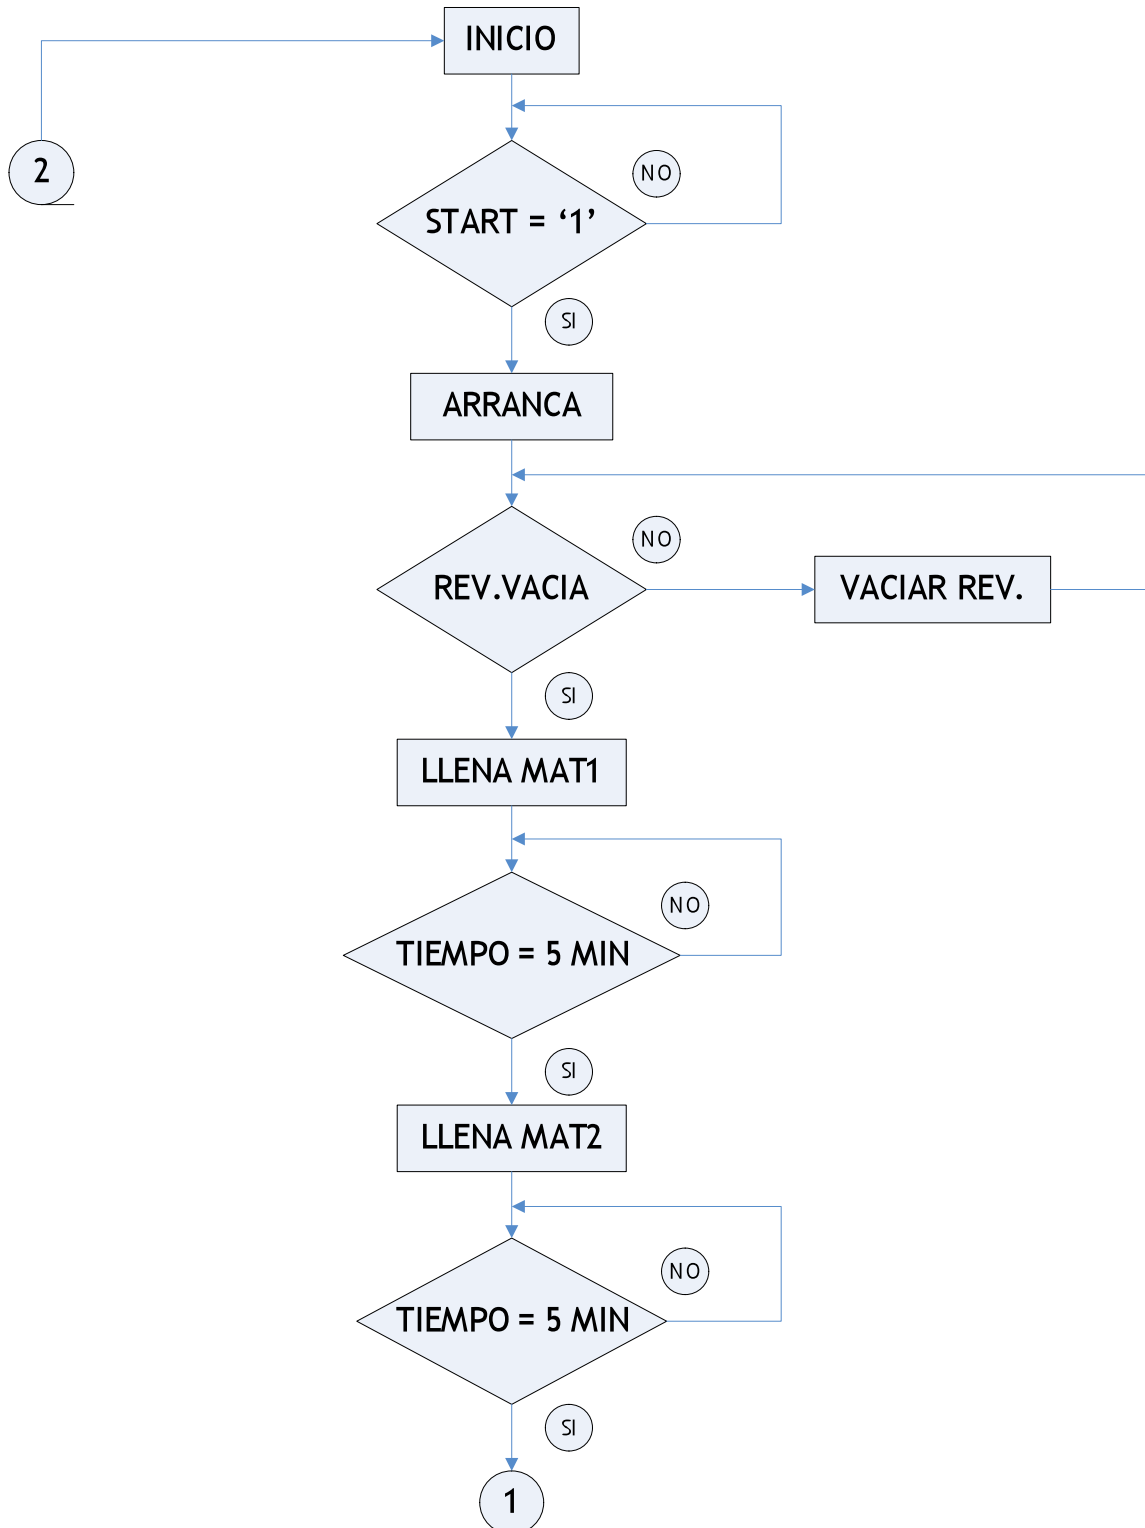 INICIO
2
NO
START = ‘1’
SI
ARRANCA
NO
REV.VACIA
VACIAR REV.
SI
LLENA MAT1
NO
TIEMPO = 5 MIN
SI
LLENA MAT2
NO
TIEMPO = 5 MIN
SI
1